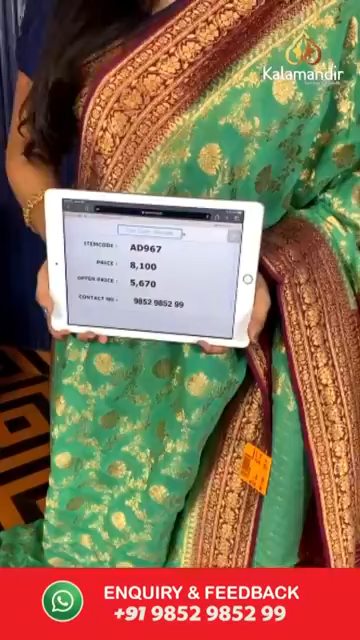 Kalamandir
ITEMCODE : AD967
PRICE : 8,100
OFFER PRICE : 5,670
CONTACT NO : 9852 9852 99
ENQUIRY & FEEDBACK
+91 9852 9852 99